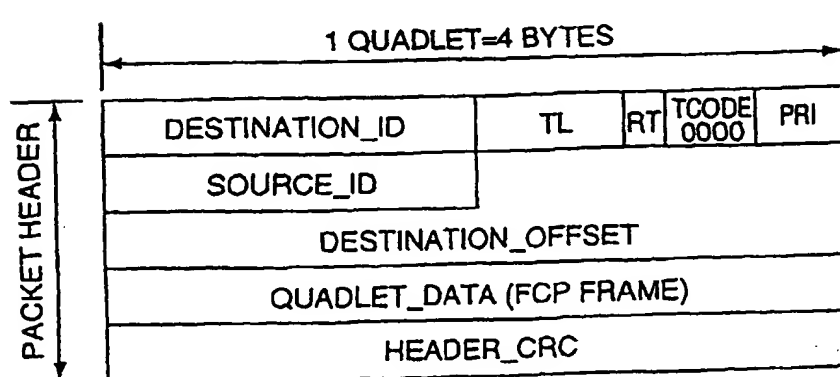 1 QUADLET=4 BYTES
PACKET HEADER
DESTINATION_ID TL RT TCODE 0000 PRI
SOURCE_ID
DESTINATION_OFFSET
QUADLET_DATA (FCP FRAME)
HEADER_CRC